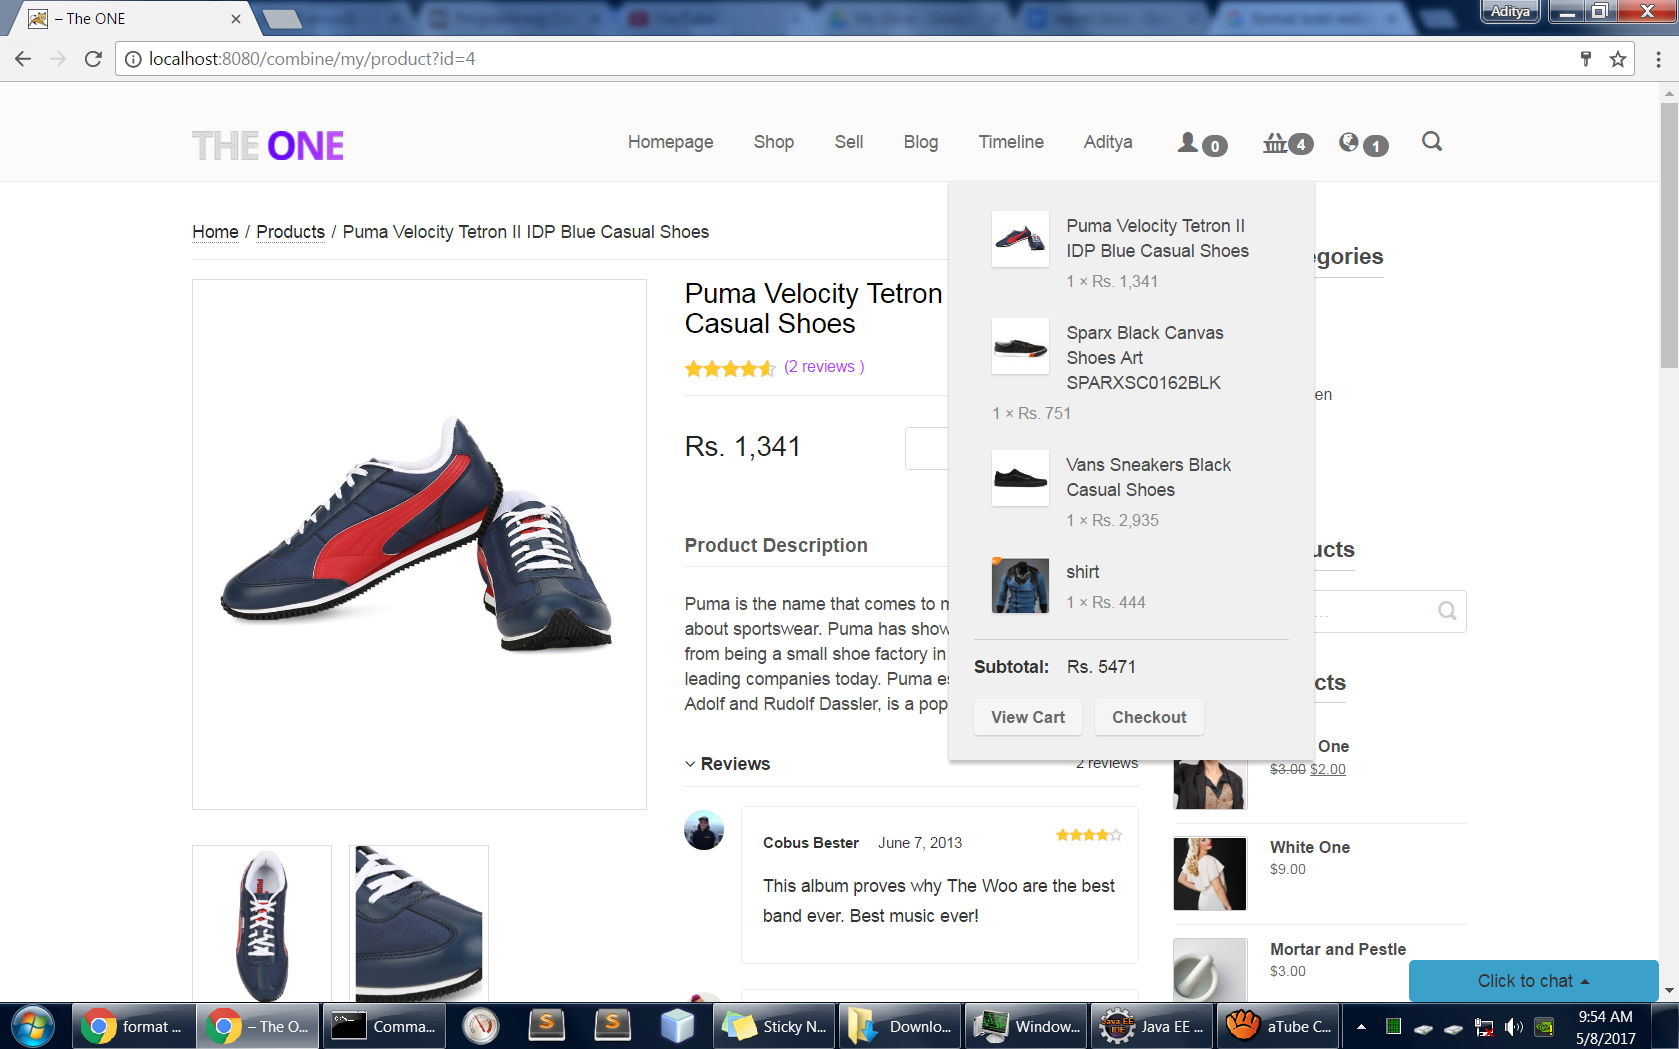 – The ONE
Aditya
localhost:8080/combine/my/product?id=4
THE ONE
Homepage
Shop
Sell
Blog
Timeline
Aditya
0
4
1
Home / Products / Puma Velocity Tetron II IDP Blue Casual Shoes
Puma Velocity Tetron
Casual Shoes
(2 reviews )
Rs. 1,341
Product Description
Puma is the name that comes to
about sportswear. Puma has
from being a small shoe factory in
leading companies today. Puma
Adolf and Rudolf Dassler, is a
Reviews
2 reviews
Cobus Bester
June 7, 2013
This album proves why The Woo are the best
band ever. Best music ever!
Puma Velocity Tetron II
IDP Blue Casual Shoes
1 × Rs. 1,341
Sparx Black Canvas
Shoes Art
SPARXSC0162BLK
1 × Rs. 751
Vans Sneakers Black
Casual Shoes
1 × Rs. 2,935
shirt
1 × Rs. 444
Subtotal: Rs. 5471
View Cart
Checkout
egories
en
ucts
cts
One
$3.00 $2.00
White One
$9.00
Mortar and Pestle
$3.00
Click to chat
format ...
– The O...
Comma...
Sticky N...
Downlo...
Window...
Java EE ...
aTube C...
9:54 AM
5/8/2017